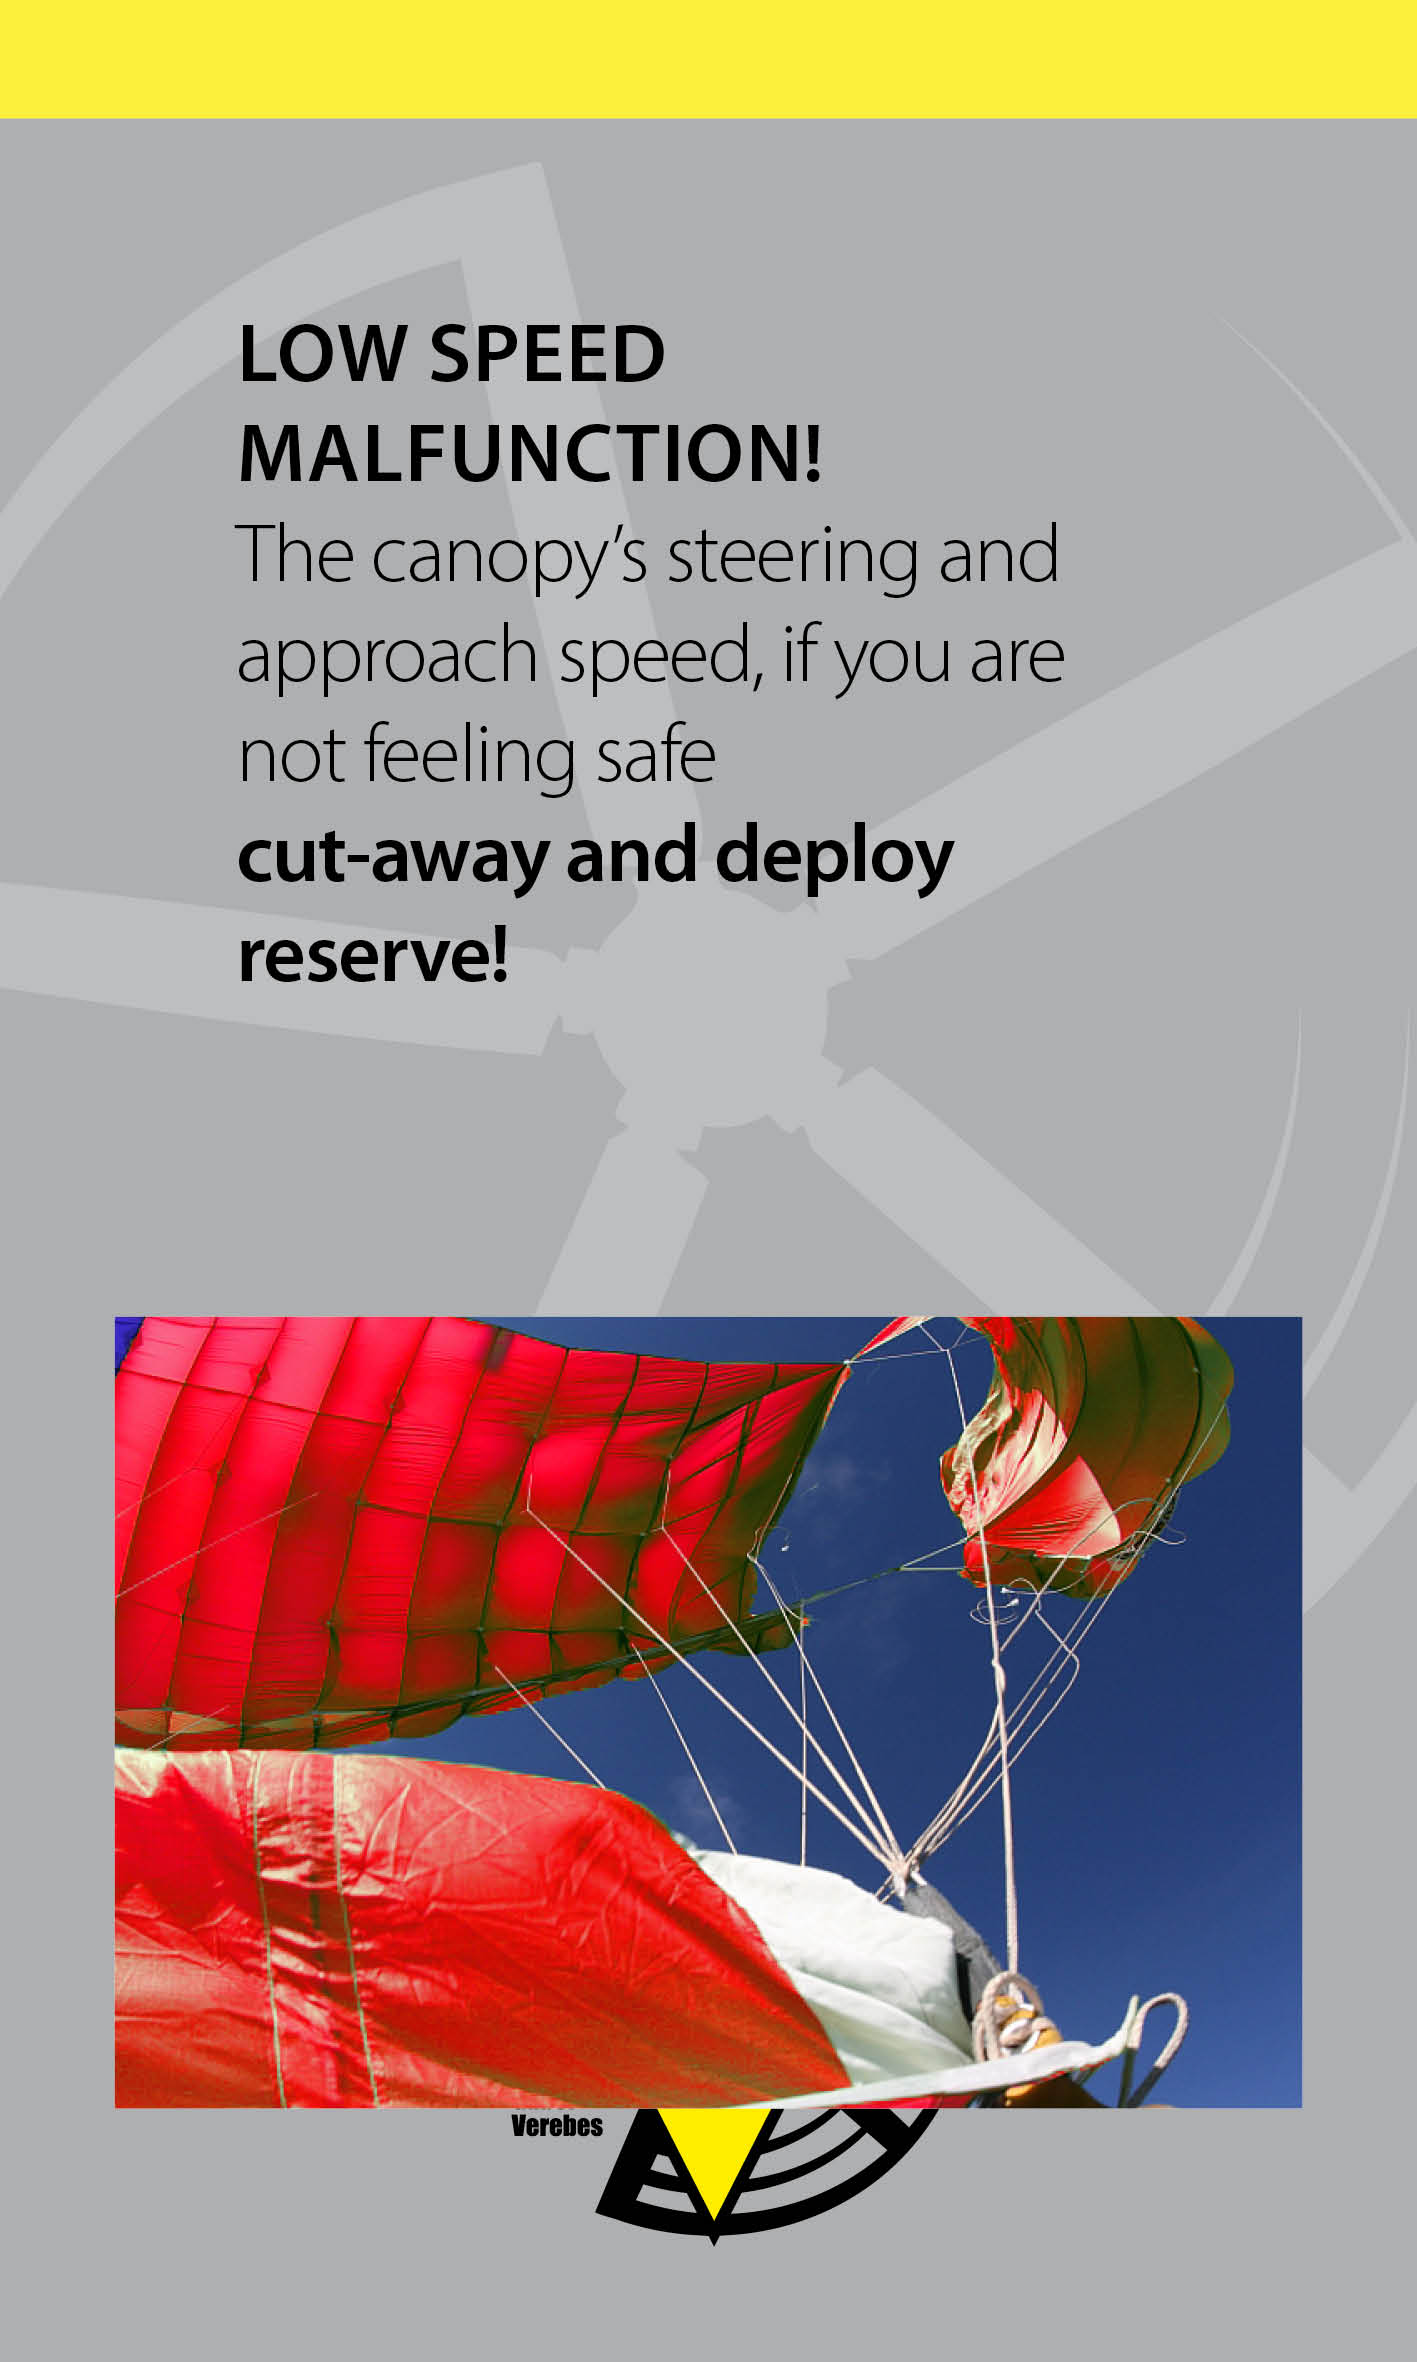 LOW SPEED
MALFUNCTION!
The canopy’s steering and
approach speed, if you are
not feeling safe
cut-away and deploy
reserve!
Verebes